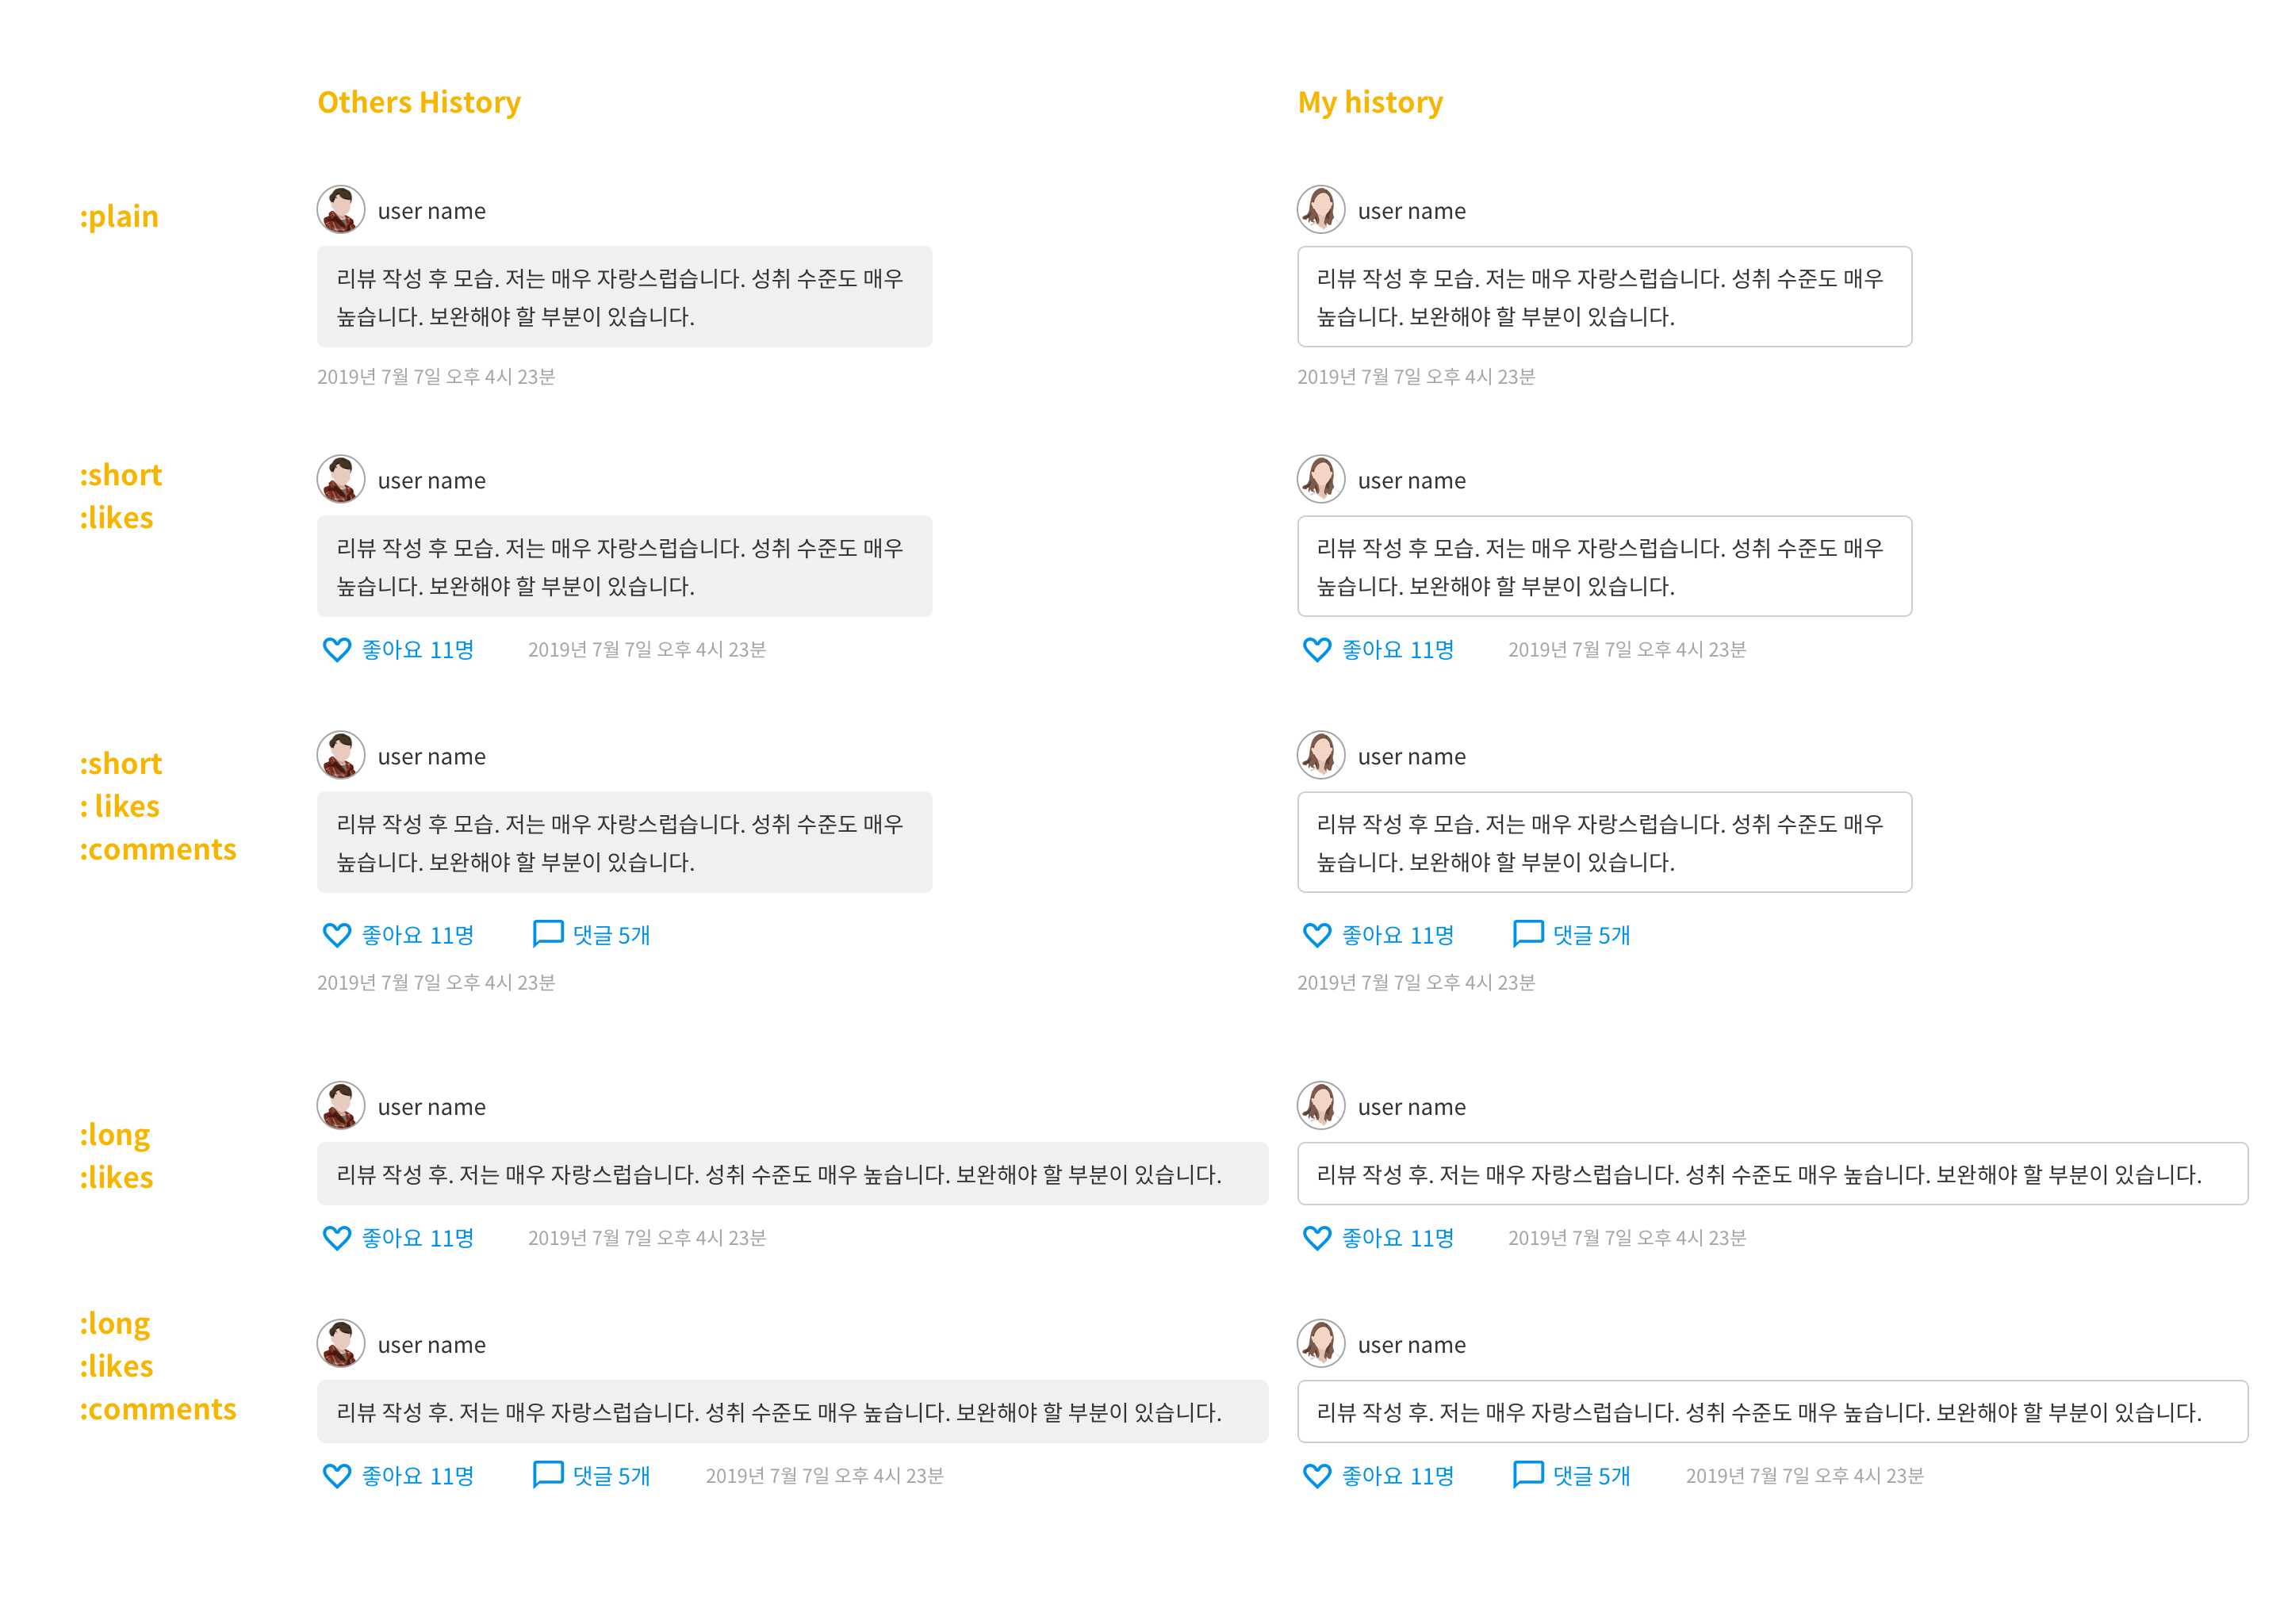 Others History
My history
:plain
user name
리뷰 작성 후 모습. 저는 매우 자랑스럽습니다. 성취 수준도 매우
높습니다. 보완해야 할 부분이 있습니다.
2019년 7월 7일 오후 4시 23분
user name
리뷰 작성 후 모습. 저는 매우 자랑스럽습니다. 성취 수준도 매우
높습니다. 보완해야 할 부분이 있습니다.
2019년 7월 7일 오후 4시 23분
:short
:likes
user name
리뷰 작성 후 모습. 저는 매우 자랑스럽습니다. 성취 수준도 매우
높습니다. 보완해야 할 부분이 있습니다.
좋아요 11명 2019년 7월 7일 오후 4시 23분
user name
리뷰 작성 후 모습. 저는 매우 자랑스럽습니다. 성취 수준도 매우
높습니다. 보완해야 할 부분이 있습니다.
좋아요 11명 2019년 7월 7일 오후 4시 23분
:short
: likes
:comments
user name
리뷰 작성 후 모습. 저는 매우 자랑스럽습니다. 성취 수준도 매우
높습니다. 보완해야 할 부분이 있습니다.
좋아요 11명 댓글 5개
2019년 7월 7일 오후 4시 23분
user name
리뷰 작성 후 모습. 저는 매우 자랑스럽습니다. 성취 수준도 매우
높습니다. 보완해야 할 부분이 있습니다.
좋아요 11명 댓글 5개
2019년 7월 7일 오후 4시 23분
:long
:likes
user name
리뷰 작성 후. 저는 매우 자랑스럽습니다. 성취 수준도 매우 높습니다. 보완해야 할 부분이 있습니다.
좋아요 11명 2019년 7월 7일 오후 4시 23분
user name
리뷰 작성 후. 저는 매우 자랑스럽습니다. 성취 수준도 매우 높습니다. 보완해야 할 부분이 있습니다.
좋아요 11명 2019년 7월 7일 오후 4시 23분
:long
:likes
:comments
user name
리뷰 작성 후. 저는 매우 자랑스럽습니다. 성취 수준도 매우 높습니다. 보완해야 할 부분이 있습니다.
좋아요 11명 댓글 5개 2019년 7월 7일 오후 4시 23분
user name
리뷰 작성 후. 저는 매우 자랑스럽습니다. 성취 수준도 매우 높습니다. 보완해야 할 부분이 있습니다.
좋아요 11명 댓글 5개 2019년 7월 7일 오후 4시 23분